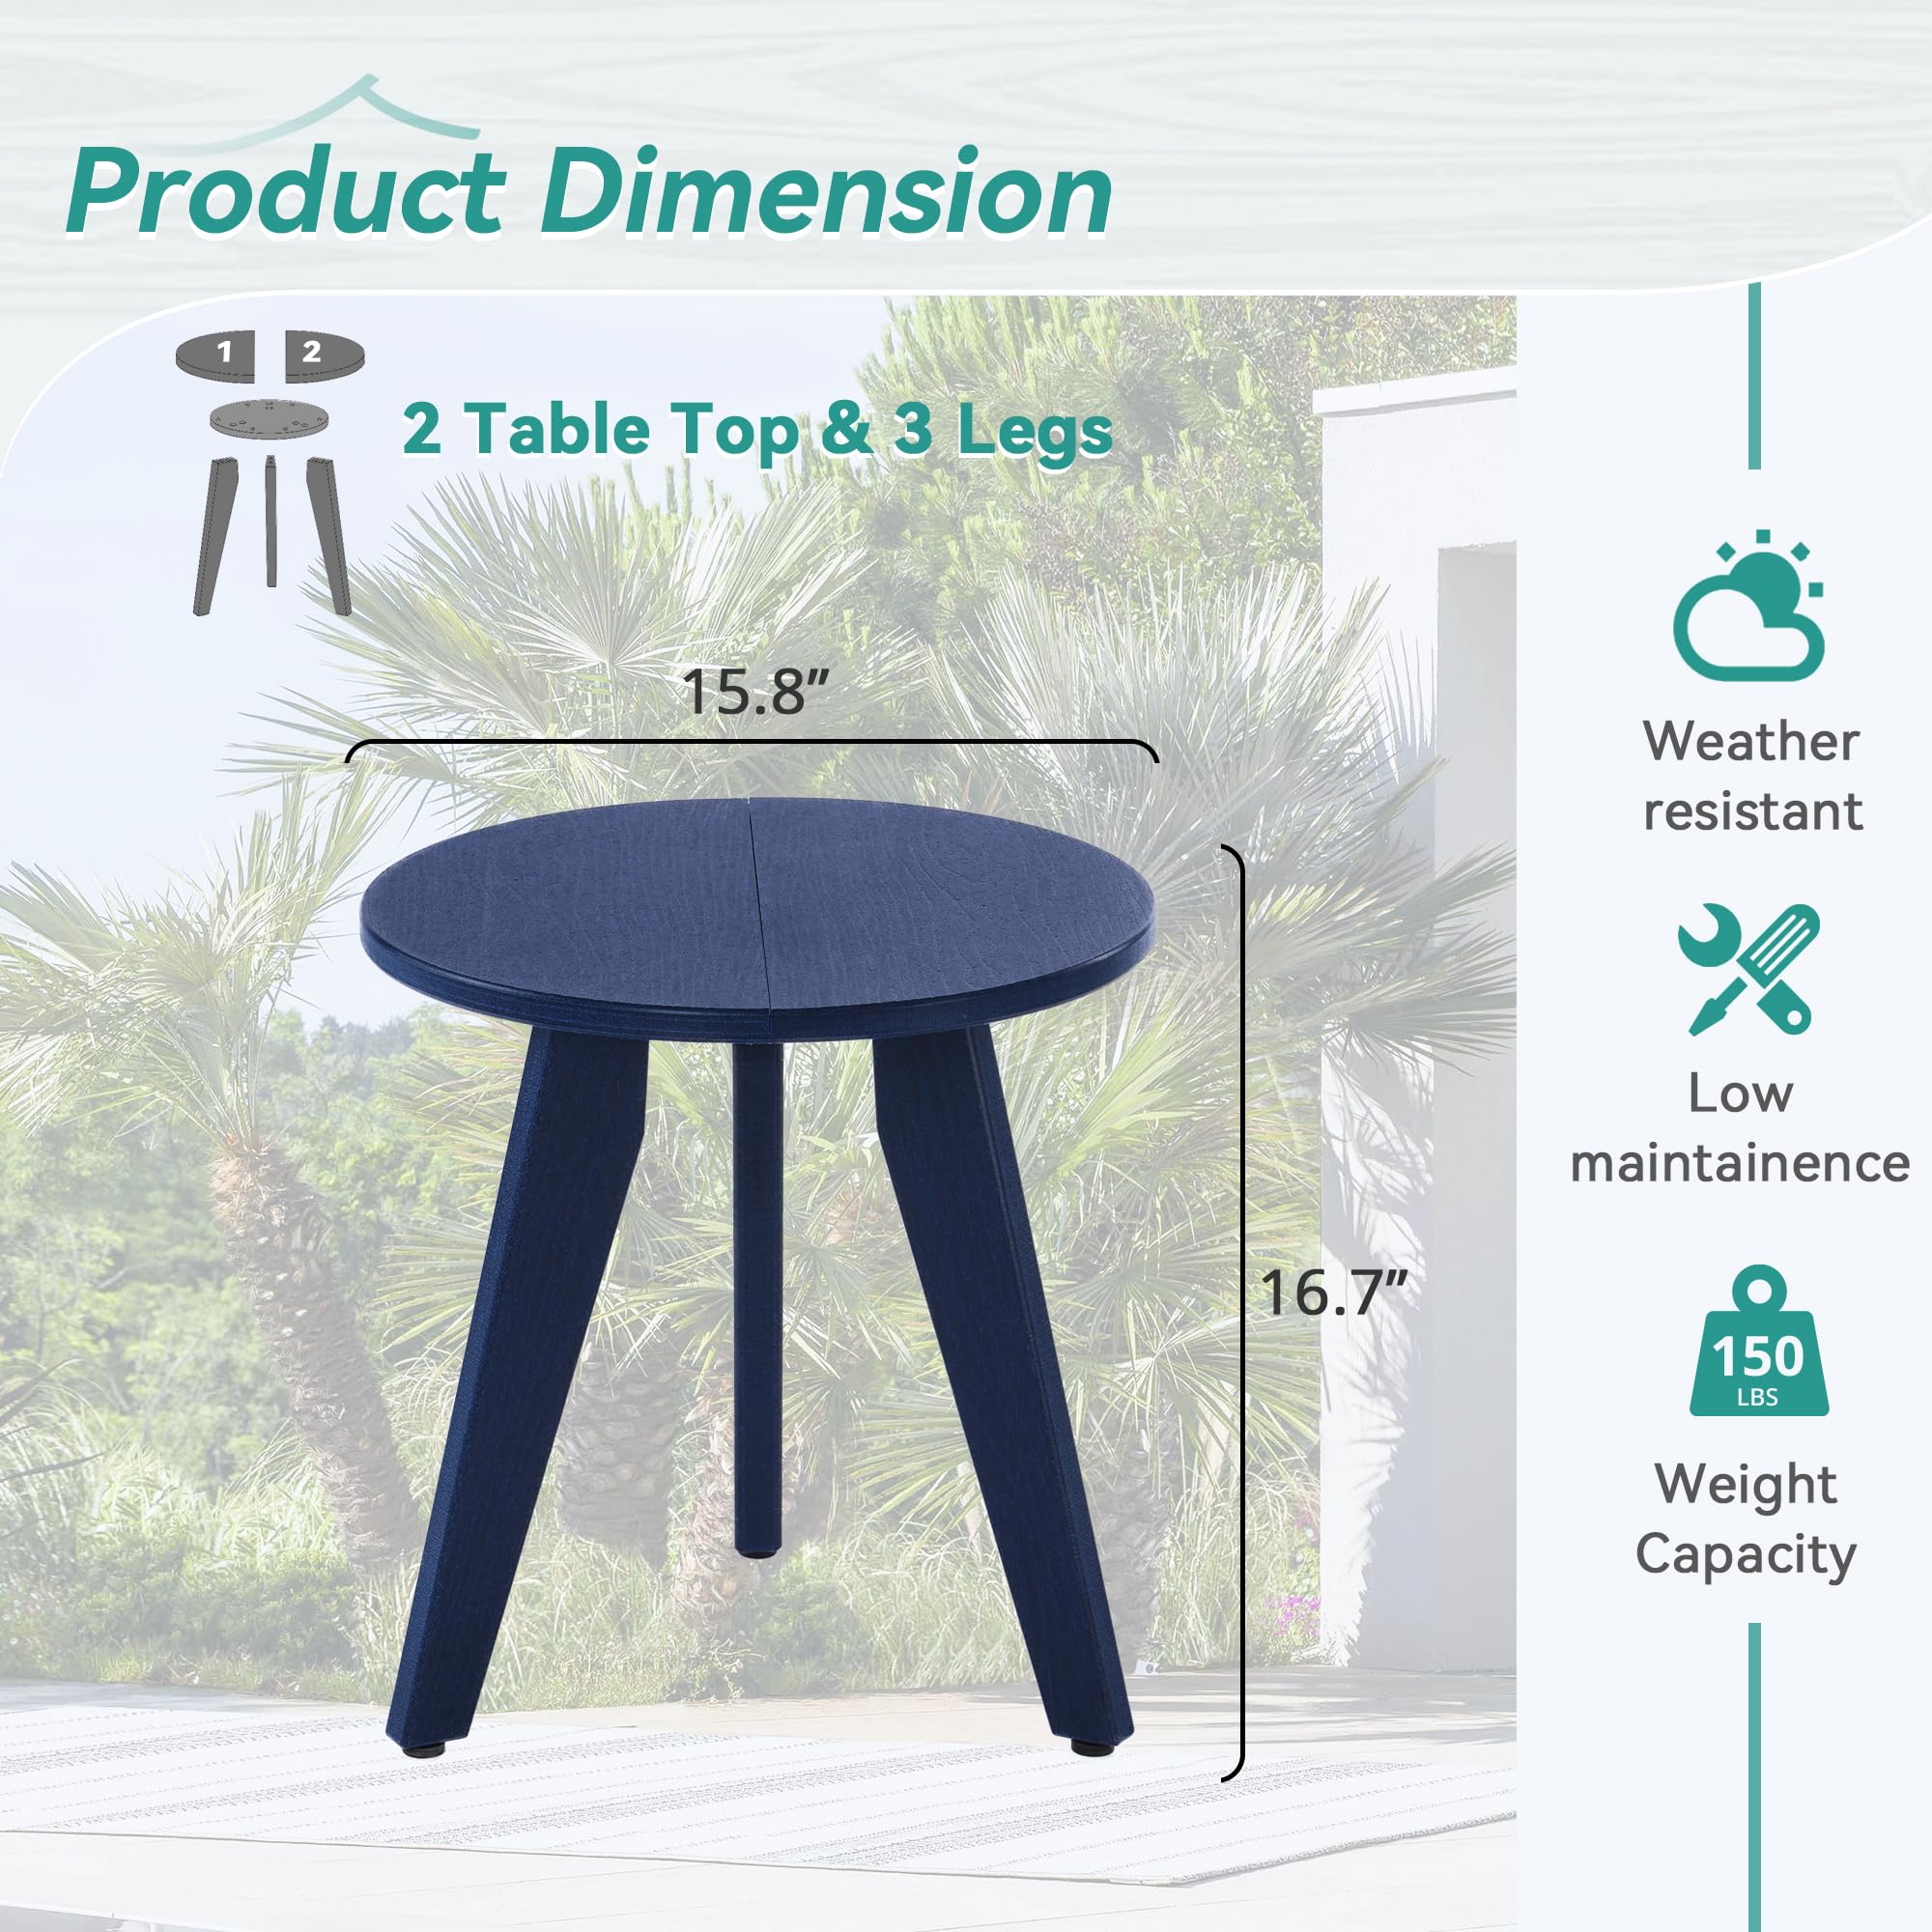 Product Dimension
1 2
2 Table Top & 3 Legs
15.8”
16.7”
Weather
resistant
Low
maintainence
150
LBS
Weight
Capacity